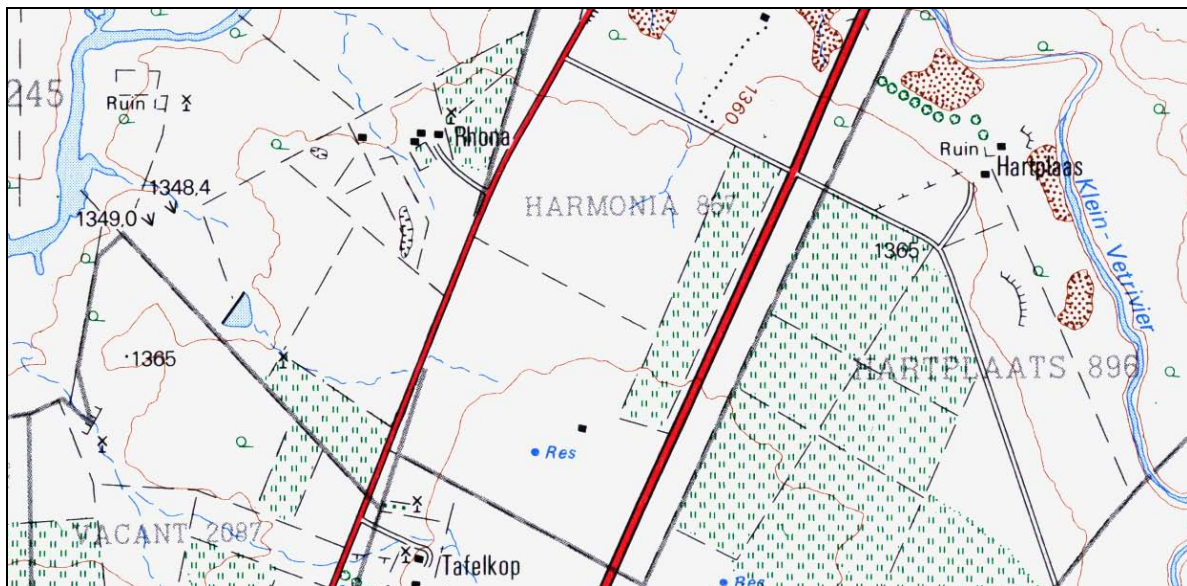 245
Ruin
Rhona
1360
Ruin
Hartplaas
1348,4
1349,0
HARMONIA 867
Klein-Vetrivier
1365
1365
HARTPLAATS 896
Res
VACANT 2087
Tafelkop
Res